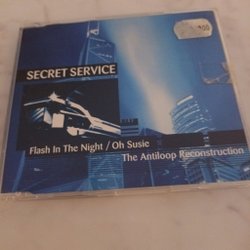 SECRET SERVICE
Flash In The Night / Oh Susie
The Antiloop Reconstruction